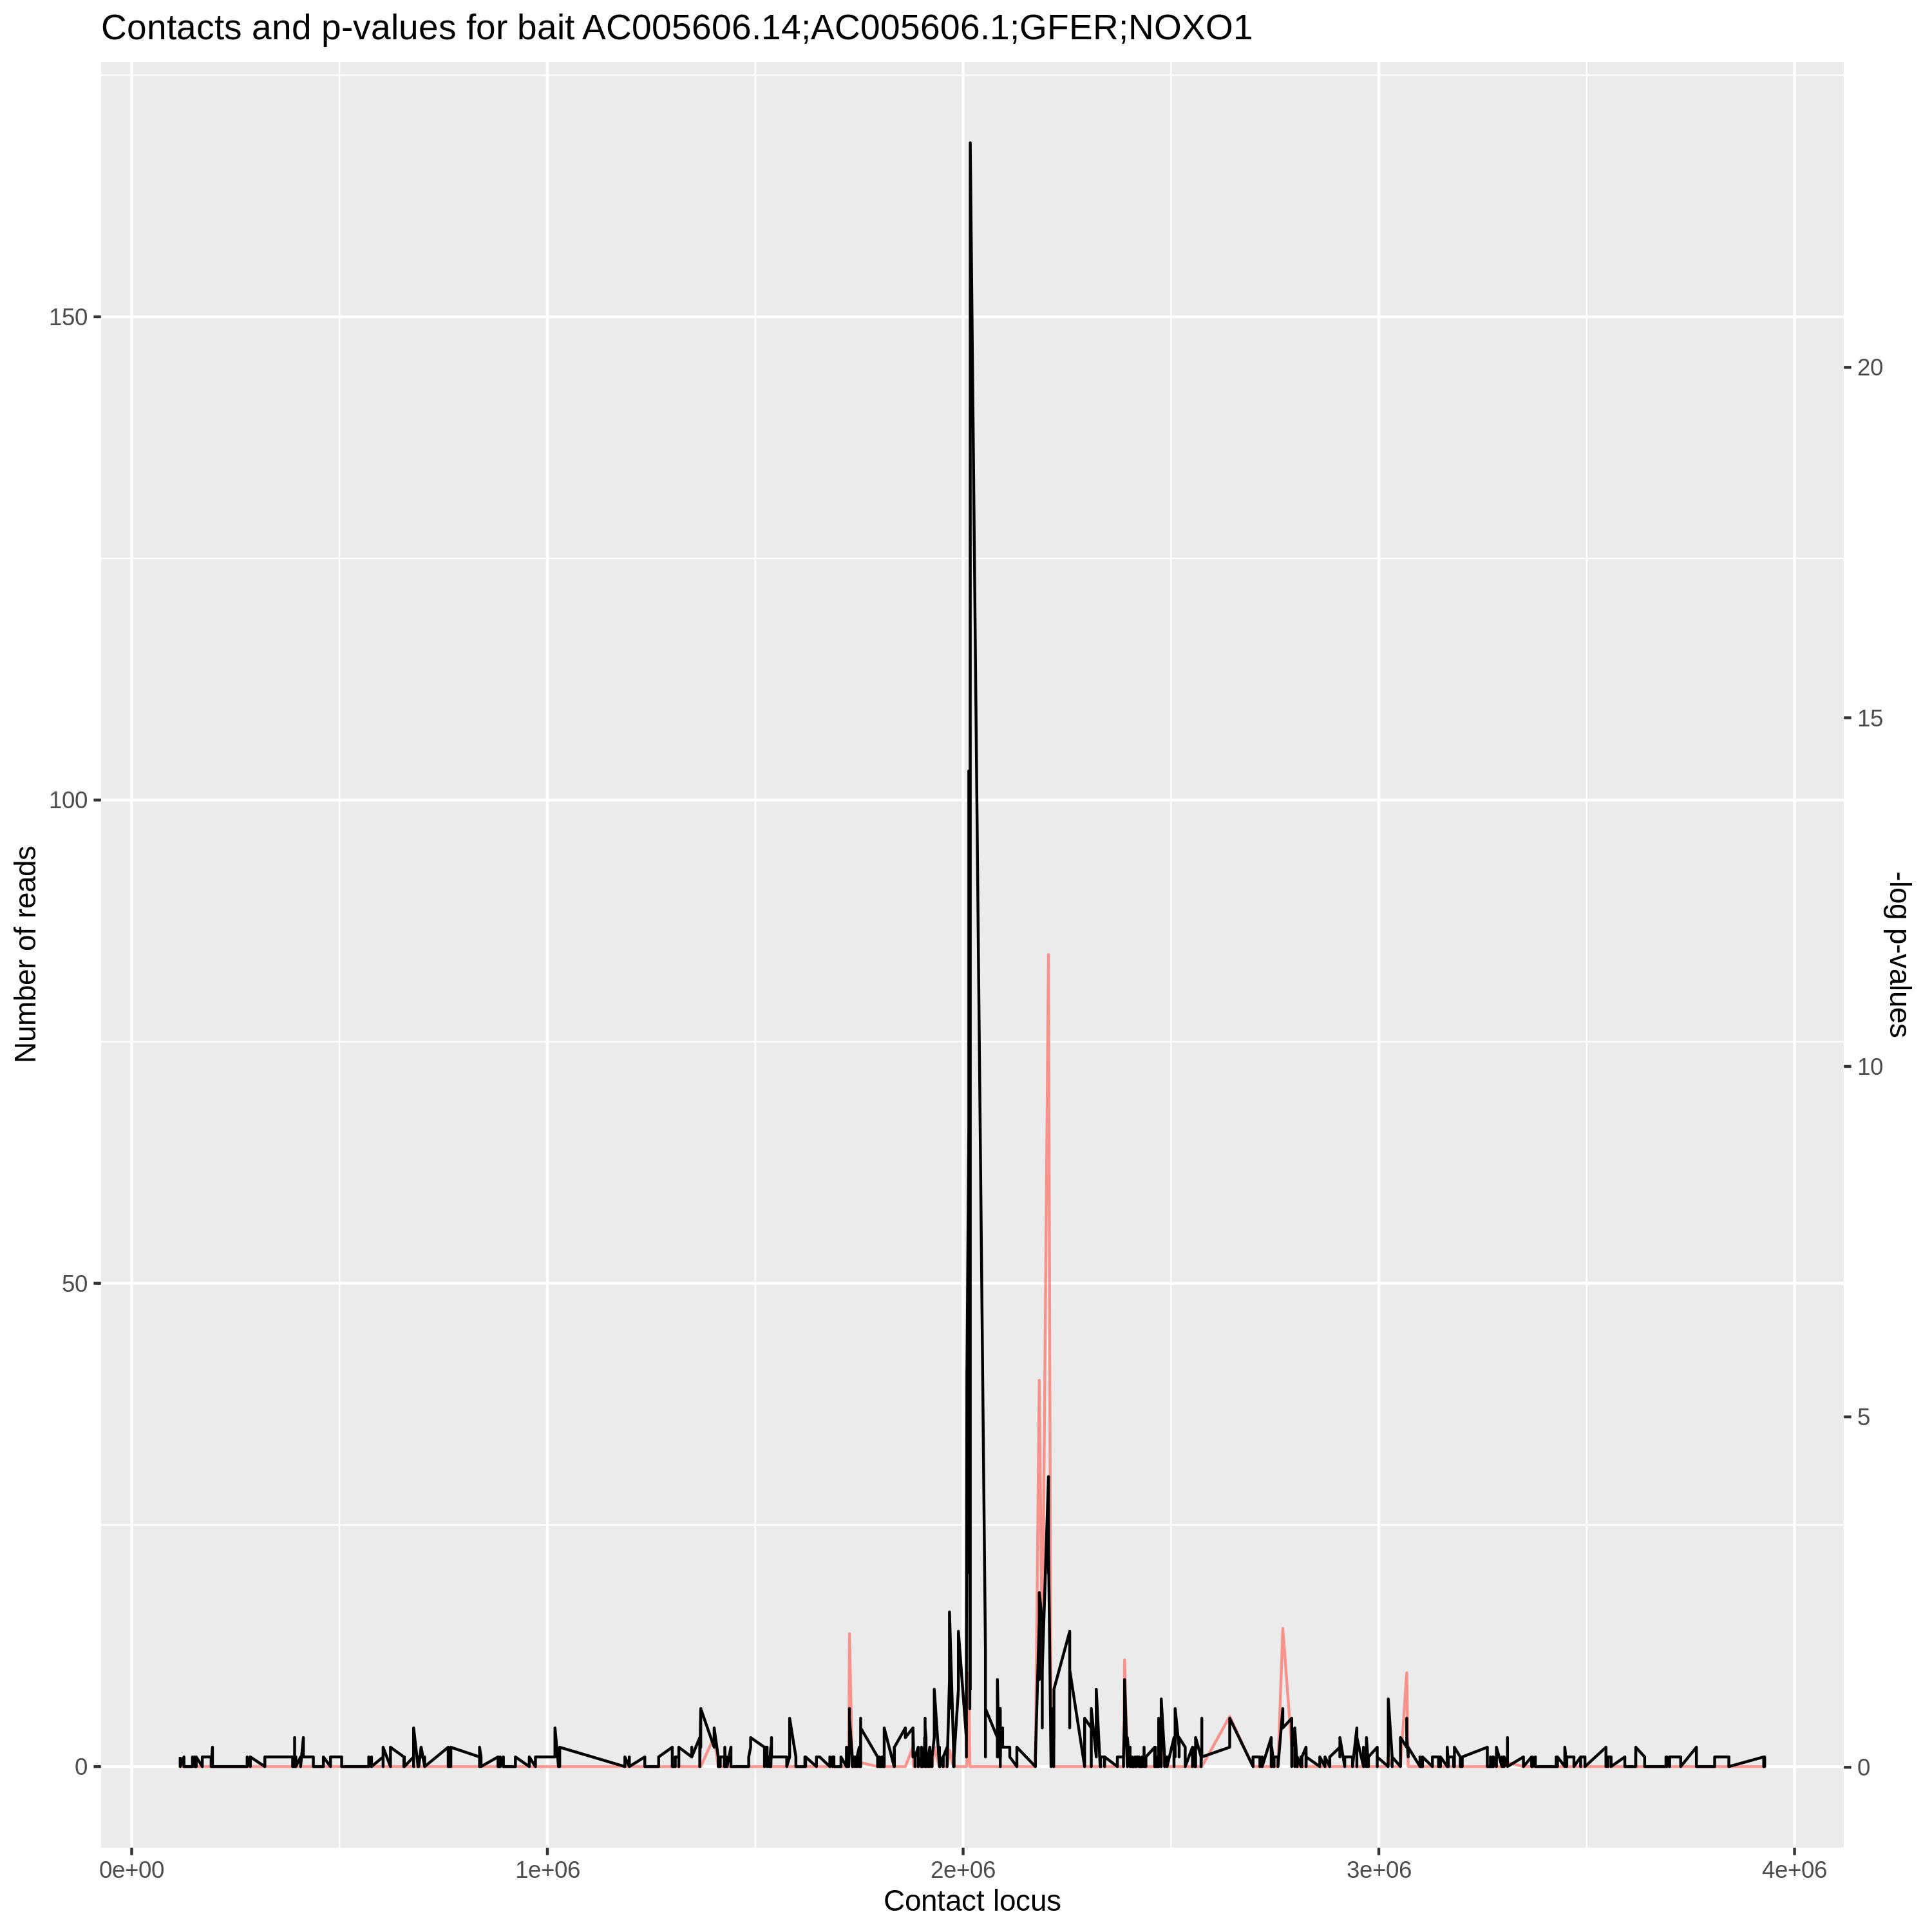 Contacts and p-values for bait AC005606.14;AC005606.1;GFER;NOXO1
150
100
50
0
Number of reads
20
15
10
5
0
-log p-values
0e+00 1e+06 2e+06 3e+06 4e+06
Contact locus